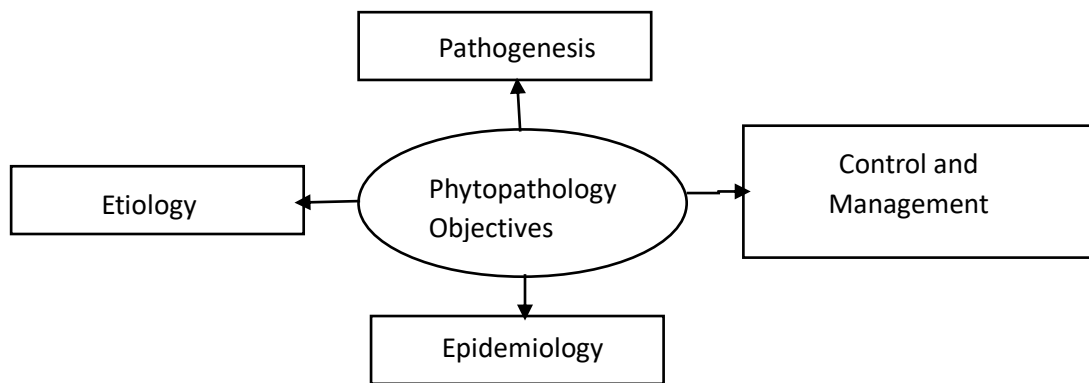 Pathogenesis
Control and
Management
Etiology
Phytopathology
Objectives
Epidemiology